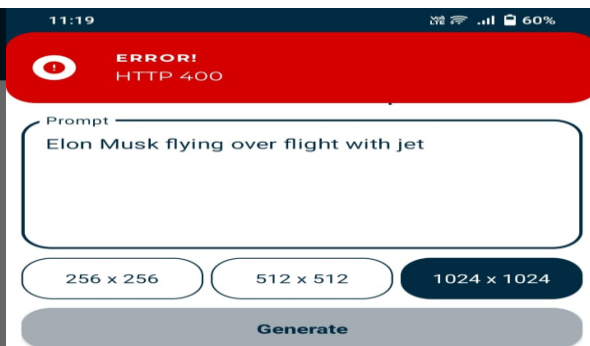 11:19
60%
ERROR!
HTTP 400
Prompt
Elon Musk flying over flight with jet
256 x 256
512 x 512
1024 x 1024
Generate